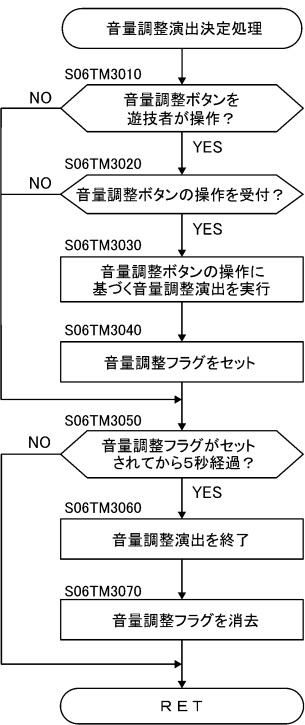 音量調整演出決定処理
S06TM3010
音量調整ボタンを
遊技者が操作？
NO
YES
S06TM3020
音量調整ボタンの操作を受付？
NO
YES
S06TM3030
音量調整ボタンの操作に
基づく音量調整演出を実行
S06TM3040
音量調整フラグをセット
S06TM3050
音量調整フラグがセット
されてから５秒経過？
NO
YES
S06TM3060
音量調整演出を終了
S06TM3070
音量調整フラグを消去
ＲＥＴ